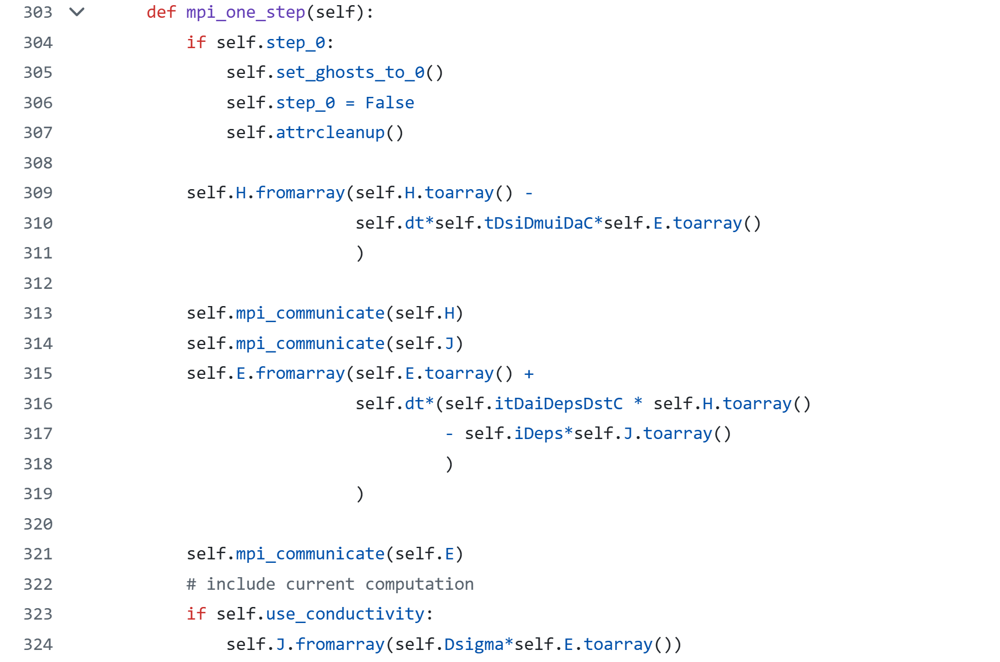 303 def mpi_one_step(self):
304 if self.step_0:
305 self.set_ghosts_to_0()
306 self.step_0 = False
307 self.attrcleanup()
308
309 self.H.fromarray(self.H.toarray() -
310 self.dt*self.tDsiDmuiDaC*self.E.toarray()
311 )
312
313 self.mpi_communicate(self.H)
314 self.mpi_communicate(self.J)
315 self.E.fromarray(self.E.toarray() +
316 self.dt*(self.itDaiDepsDstC * self.H.toarray()
317 - self.iDeps*self.J.toarray()
318 )
319 )
320
321 self.mpi_communicate(self.E)
322 # include current computation
323 if self.use_conductivity:
324 self.J.fromarray(self.Dsigma*self.E.toarray())